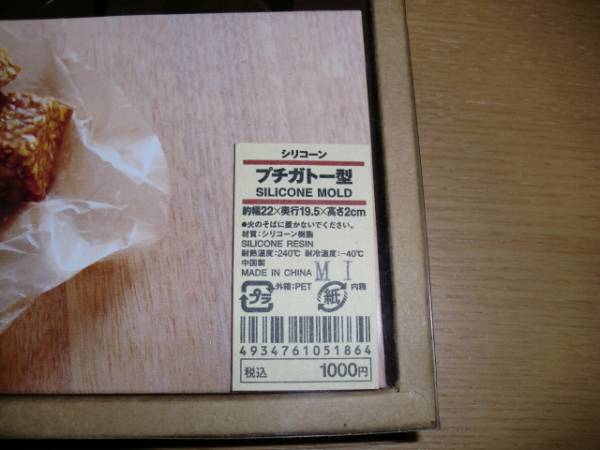 シリコーン
プチガトー型
SILICONE MOLD
約幅22×奥行19.5×高さ2cm
●火のそばに置かないでください。
材質:シリコーン樹脂
SILICONE RESIN
耐熱温度:240℃ 耐冷温度:-40℃
中国製
MADE IN CHINA M I
プラ 外箱:PET 紙 内箱
4934761051864
税込 1000円